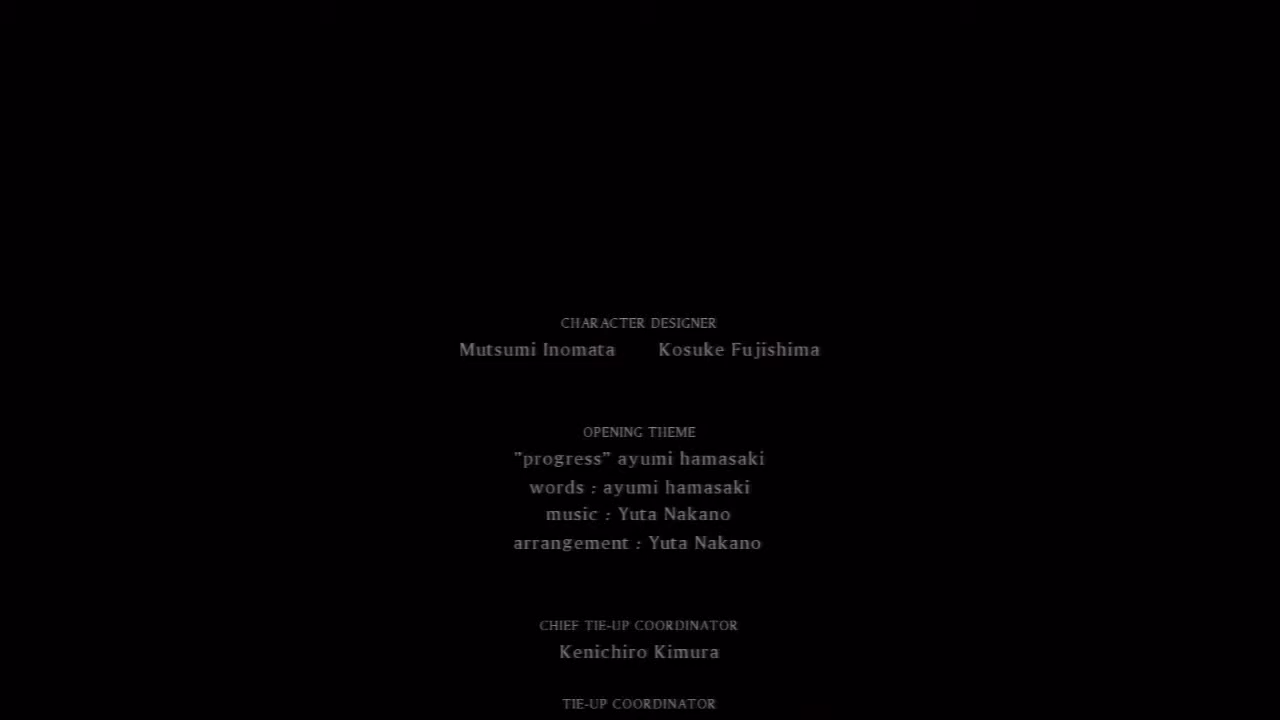 CHARACTER DESIGNER
Mutsumi Inomata Kosuke Fujishima
OPENING THEME
"progress" ayumi hamasaki
words : ayumi hamasaki
music : Yuta Nakano
arrangement : Yuta Nakano
CHIEF TIE-UP COORDINATOR
Kenichiro Kimura
TIE-UP COORDINATOR